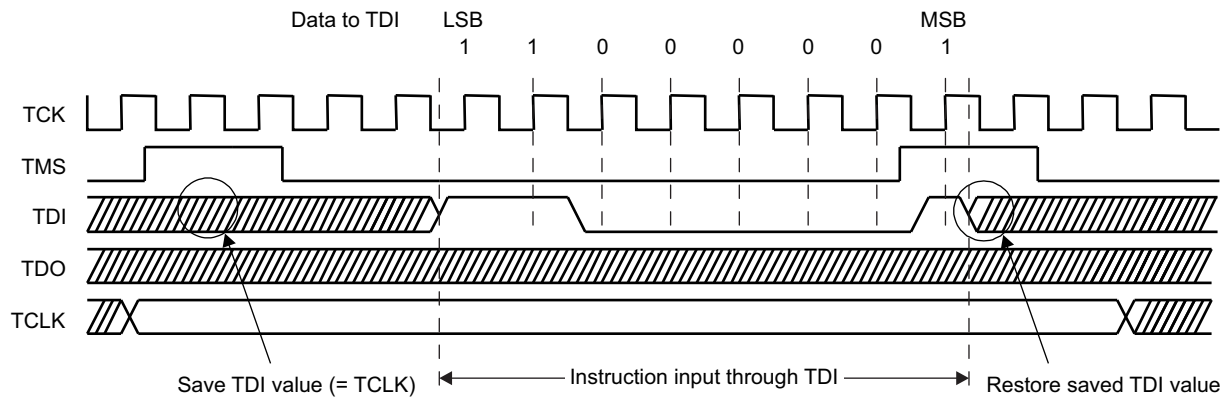 Data to TDI LSB MSB
1 1 0 0 0 0 0 1
TCK
TMS
TDI
TDO
TCLK
Save TDI value (= TCLK) Instruction input through TDI Restore saved TDI value